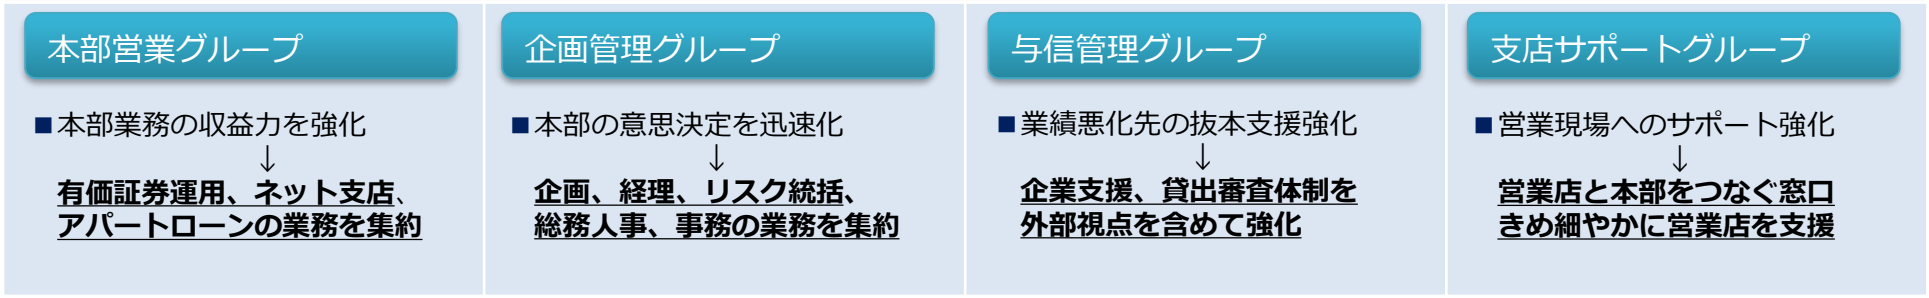 本部営業グループ
■本部業務の収益力を強化
↓
有価証券運用、ネット支店、
アパートローンの業務を集約
企画管理グループ
■本部の意思決定を迅速化
↓
企画、経理、リスク統括、
総務人事、事務の業務を集約
与信管理グループ
■業績悪化先の抜本支援強化
↓
企業支援、貸出審査体制を
外部視点を含めて強化
支店サポートグループ
■営業現場へのサポート強化
↓
営業店と本部をつなぐ窓口
きめ細やかに営業店を支援